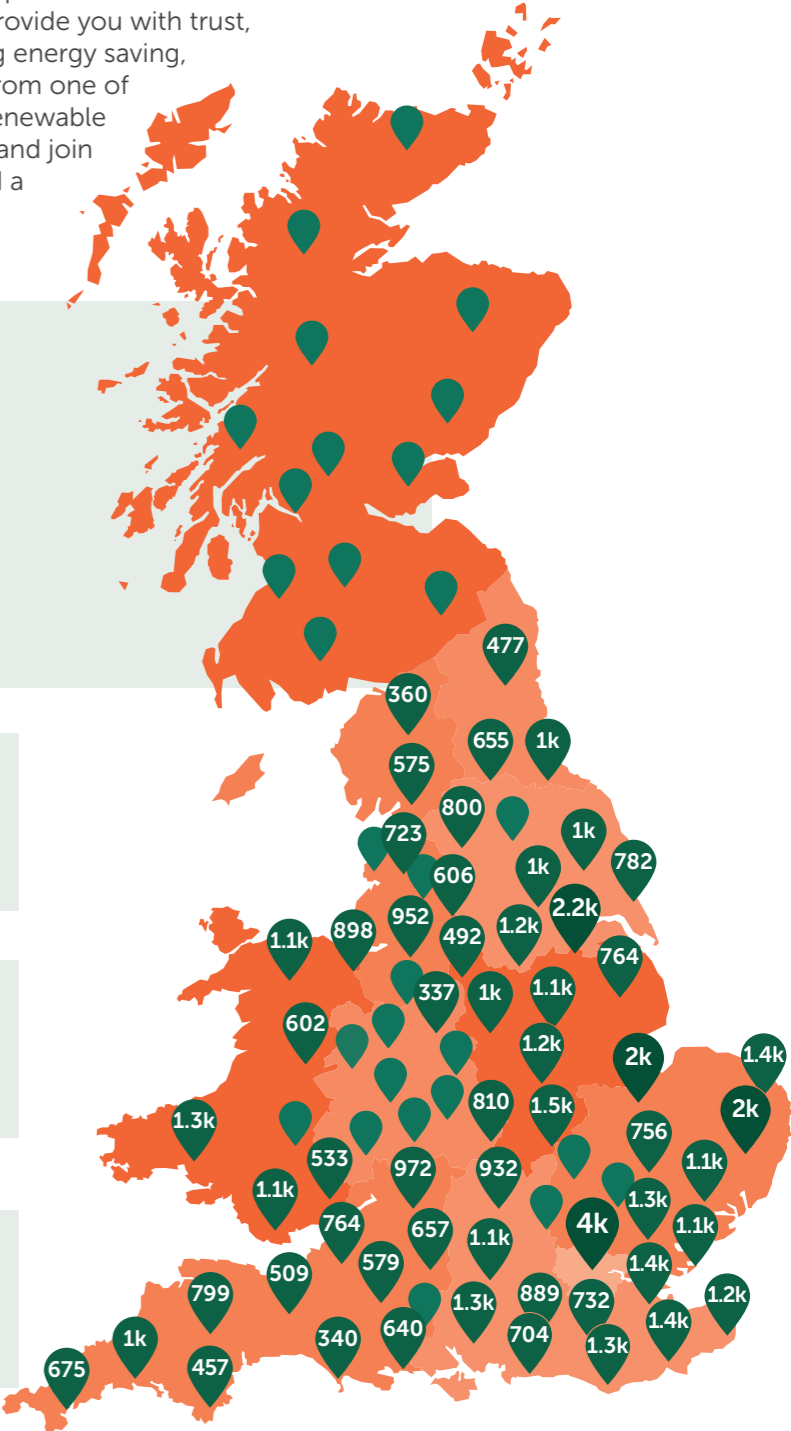 rovide you with trust,
g energy saving,
rom one of
enewable
and join
a
477
360
655
1k
575
800
723
1k
782
1k
606
2.2k
952
1.2k
898
1.1k
492
764
337
1k
1.1k
602
1.2k
2k
1.4k
2k
810
1.5k
1.3k
756
533
972
932
1.1k
1.1k
1.3k
764
657
4k
1.1k
1.1k
579
1.4k
509
799
1.3k
889
732
1.2k
1.4k
640
704
340
1k
1.3k
675
457